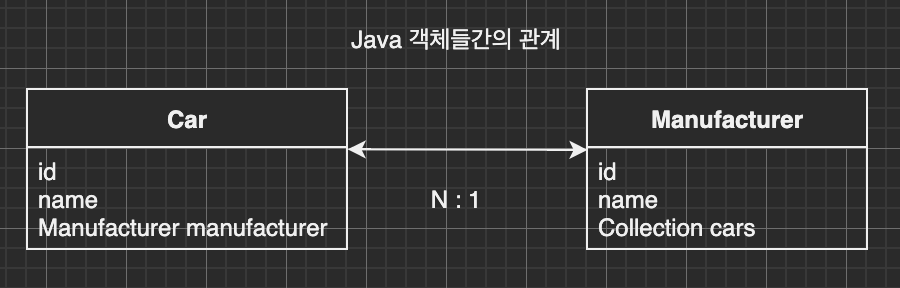 Java 객체들간의 관계
Car
id
name
Manufacturer manufacturer
N : 1
Manufacturer
id
name
Collection cars